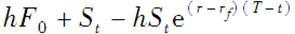 hF₀ + Sₜ − hSₜe^{(r − r_f)(T − t)}